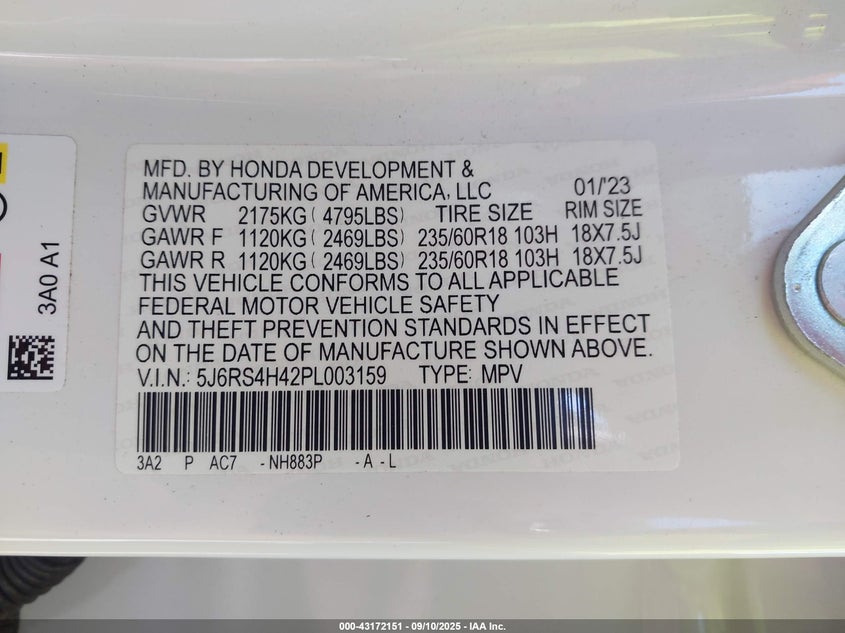 MFD. BY HONDA DEVELOPMENT &
MANUFACTURING OF AMERICA, LLC 01/'23
GVWR 2175KG ( 4795LBS) TIRE SIZE RIM SIZE
GAWR F 1120KG ( 2469LBS) 235/60R18 103H 18X7.5J
GAWR R 1120KG ( 2469LBS) 235/60R18 103H 18X7.5J
THIS VEHICLE CONFORMS TO ALL APPLICABLE
FEDERAL MOTOR VEHICLE SAFETY
AND THEFT PREVENTION STANDARDS IN EFFECT
ON THE DATE OF MANUFACTURE SHOWN ABOVE.
V.I.N.: 5J6RS4H42PL003159 TYPE: MPV
3A2 P AC7 -NH883P -A -L
3A0 A1
000-43172151 - 09/10/2025 - IAA Inc.